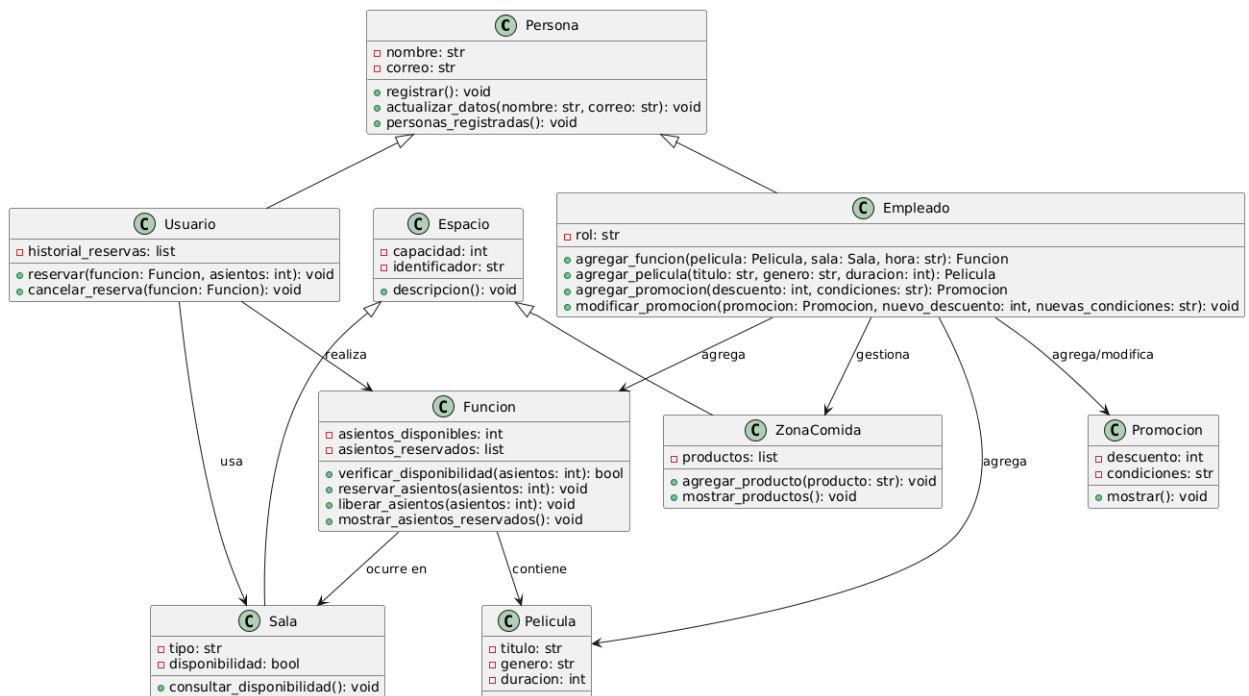 C Persona
nombre: str
correo: str
registrar(): void
actualizar_datos(nombre: str, correo: str): void
personas_registradas(): void
C Usuario
historial_reservas: list
reservar(funcion: Funcion, asientos: int): void
cancelar_reserva(funcion: Funcion): void
C Espacio
capacidad: int
identificador: str
descripcion(): void
C Empleado
rol: str
agregar_funcion(pelicula: Pelicula, sala: Sala, hora: str): Funcion
agregar_pelicula(titulo: str, genero: str, duracion: int): Pelicula
agregar_promocion(descuento: int, condiciones: str): Promocion
modificar_promocion(promocion: Promocion, nuevo_descuento: int, nuevas_condiciones: str): void
realiza
agrega
gestiona
agrega/modifica
C Funcion
asientos_disponibles: int
asientos_reservados: list
verificar_disponibilidad(asientos: int): bool
reservar_asientos(asientos: int): void
liberar_asientos(asientos: int): void
mostrar_asientos_reservados(): void
C ZonaComida
productos: list
agregar_producto(producto: str): void
mostrar_productos(): void
C Promocion
descuento: int
condiciones: str
mostrar(): void
usa
agrega
ocurre en
contiene
C Sala
tipo: str
disponibilidad: bool
consultar_disponibilidad(): void
C Pelicula
titulo: str
genero: str
duracion: int